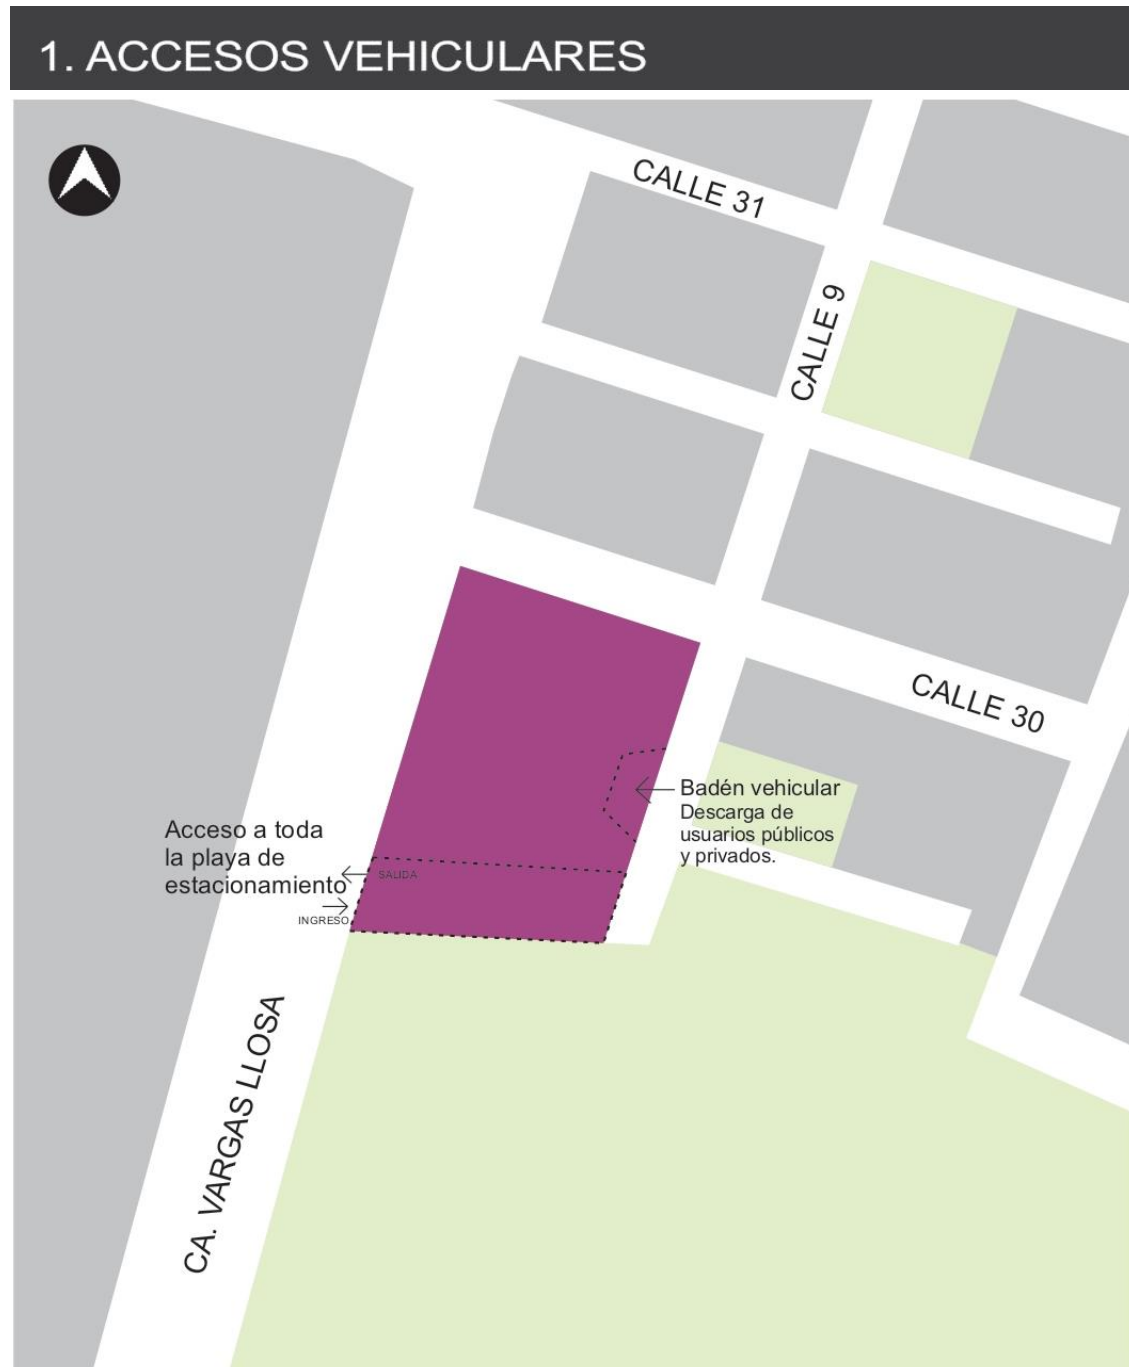 1. ACCESOS VEHICULARES
CALLE 31
CALLE 9
CALLE 30
Badén vehicular
Descarga de
usuarios públicos
y privados.
Acceso a toda
la playa de
estacionamiento
SALIDA
INGRESO
CA. VARGAS LLOSA